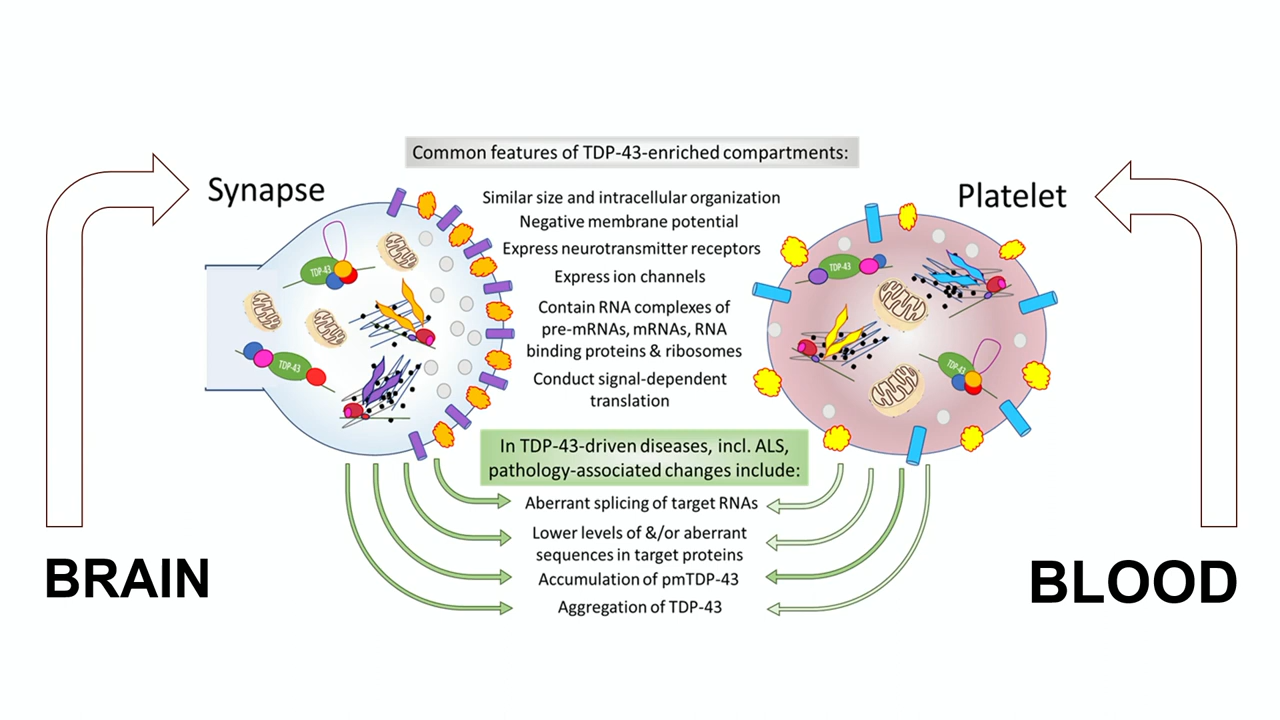 Common features of TDP-43-enriched compartments:
Synapse
Platelet
Similar size and intracellular organization
Negative membrane potential
Express neurotransmitter receptors
Express ion channels
Contain RNA complexes of
pre-mRNAs, mRNAs, RNA
binding proteins & ribosomes
Conduct signal-dependent
translation
TDP-43
TDP-43
TDP-43
TDP-43
In TDP-43-driven diseases, incl. ALS,
pathology-associated changes include:
Aberrant splicing of target RNAs
Lower levels of &/or aberrant
sequences in target proteins
Accumulation of pmTDP-43
Aggregation of TDP-43
BRAIN
BLOOD